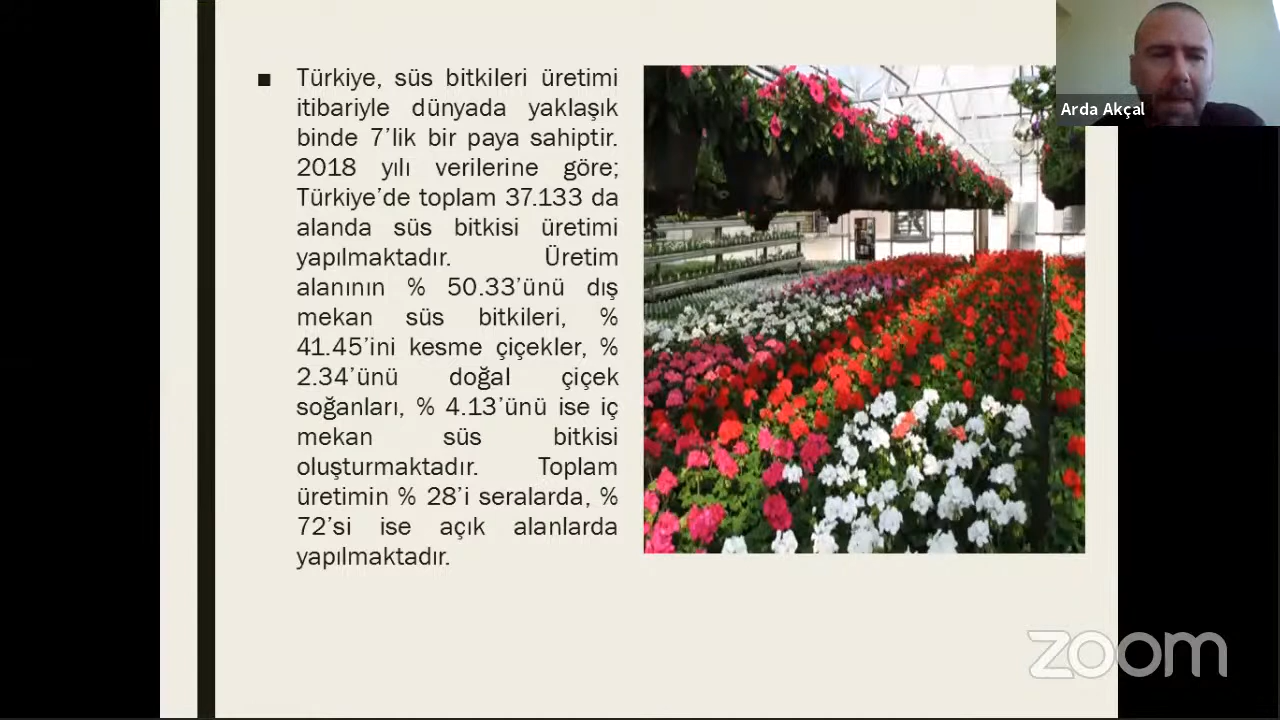 ■ Türkiye, süs bitkileri üretimi
itibariyle dünyada yaklaşık
binde 7’lik bir paya sahiptir.
2018 yılı verilerine göre;
Türkiye’de toplam 37.133 da
alanda süs bitkisi üretimi
yapılmaktadır. Üretim
alanının % 50.33’ünü dış
mekan süs bitkileri, %
41.45’ini kesme çiçekler, %
2.34’ünü doğal çiçek
soğanları, % 4.13’ünü ise iç
mekan süs bitkisi
oluşturmaktadır. Toplam
üretimin % 28’i seralarda, %
72’si ise açık alanlarda
yapılmaktadır.
Arda Akçal
zoom